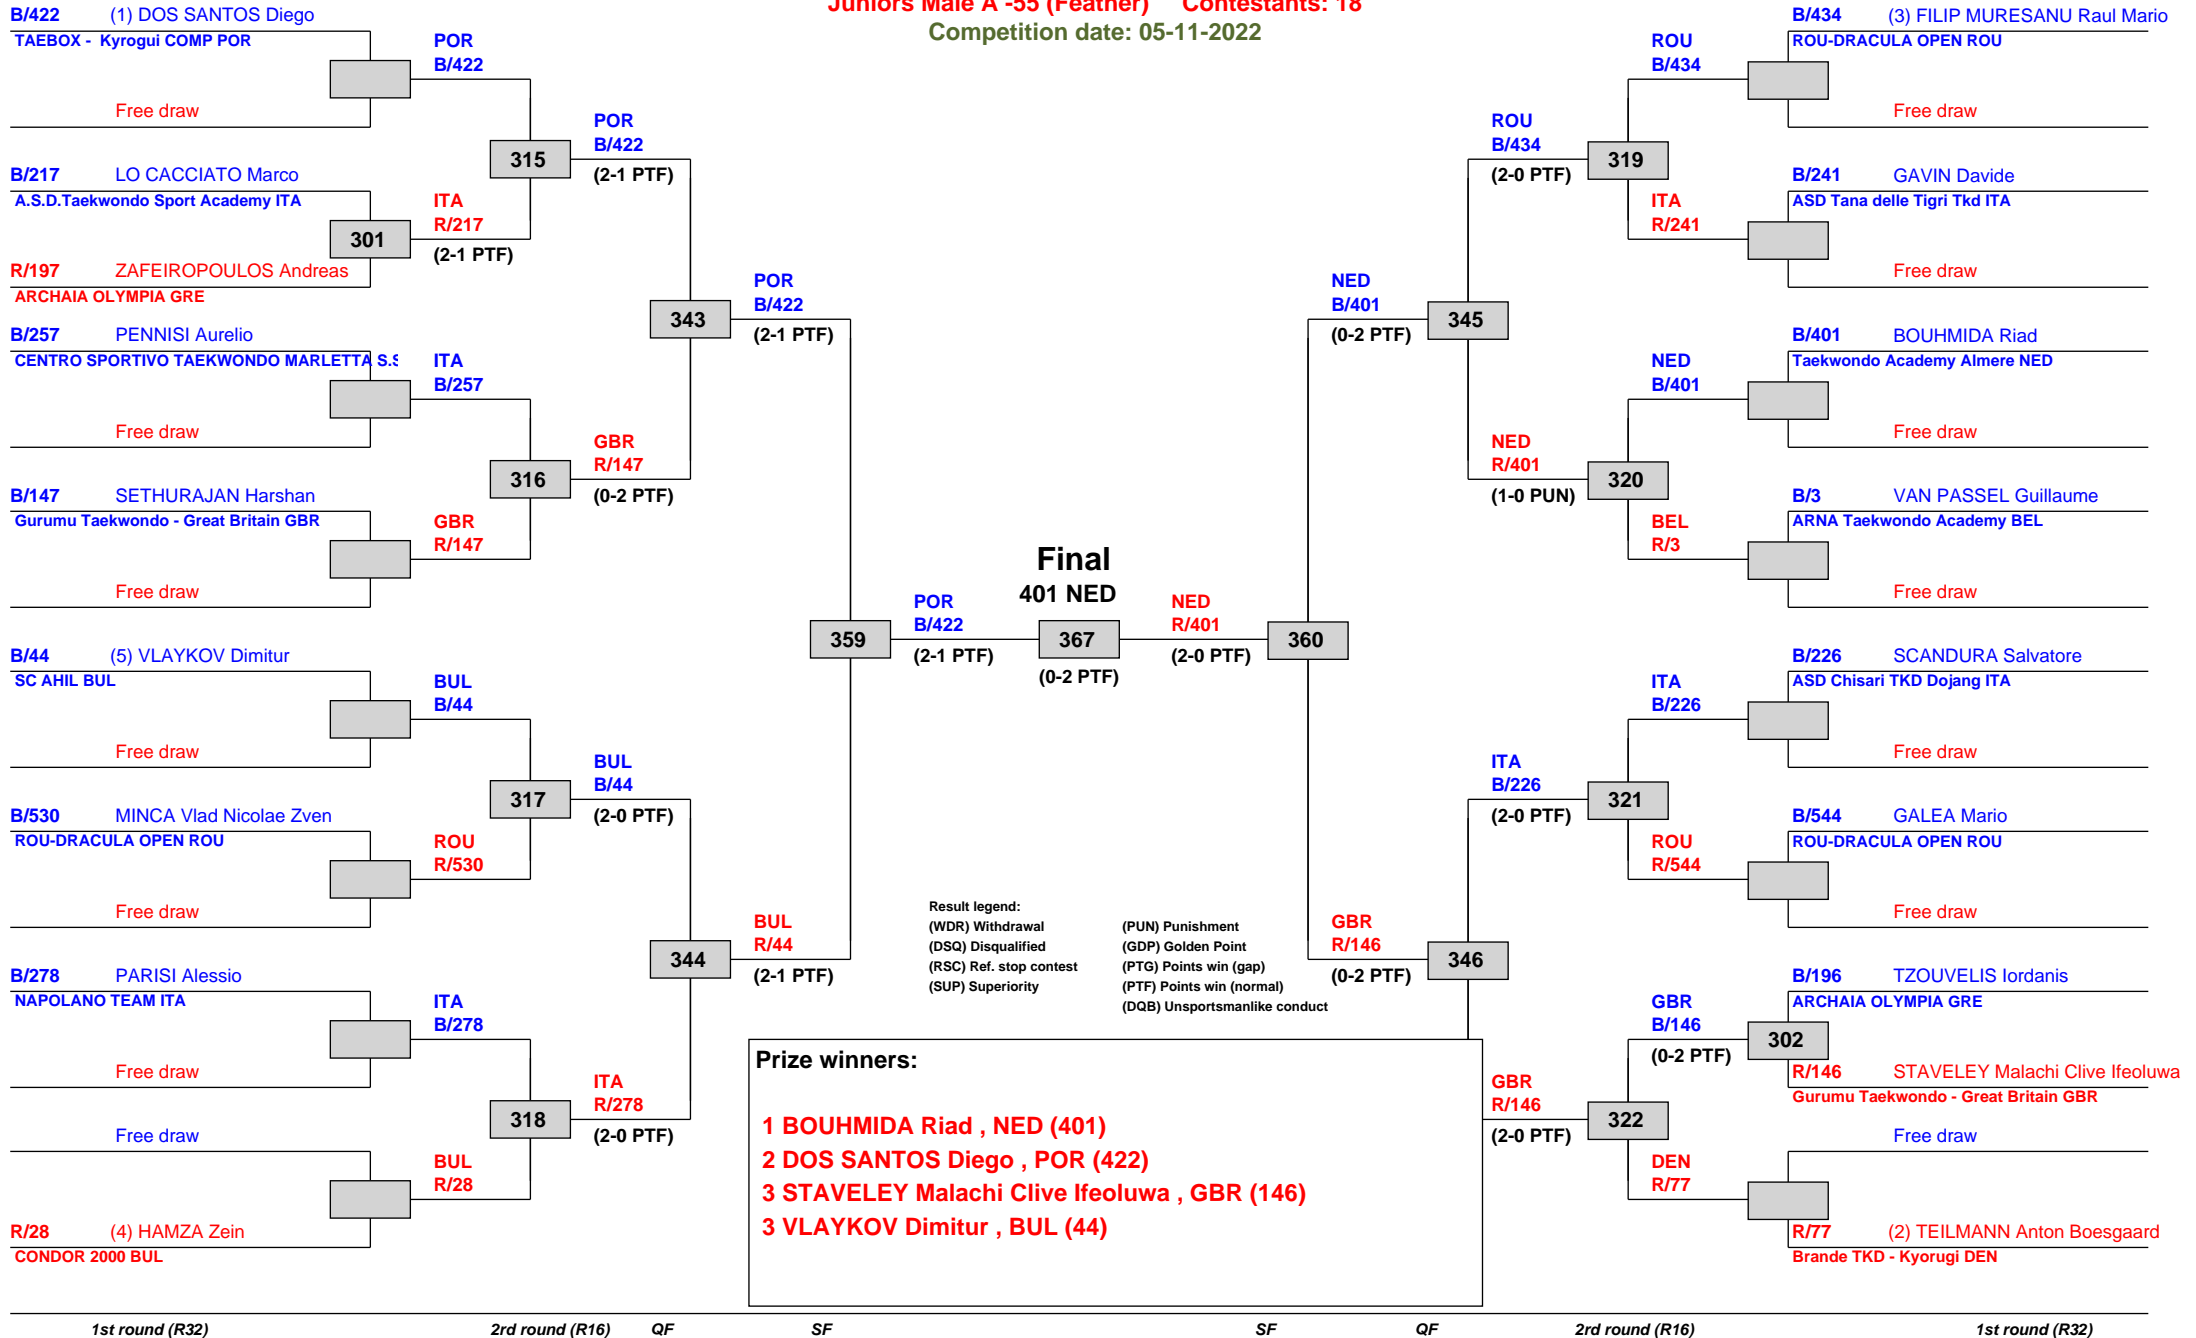 Juniors Male A -55 (Feather) Contestants: 18
Competition date: 05-11-2022
B/422 (1) DOS SANTOS Diego
TAEBOX - Kyrogui COMP POR
Free draw
B/217 LO CACCIATO Marco
A.S.D.Taekwondo Sport Academy ITA
R/197 ZAFEIROPOULOS Andreas
ARCHAIA OLYMPIA GRE
B/257 PENNISI Aurelio
CENTRO SPORTIVO TAEKWONDO MARLETTA S.S
Free draw
B/147 SETHURAJAN Harshan
Gurumu Taekwondo - Great Britain GBR
Free draw
B/44 (5) VLAYKOV Dimitur
SC AHIL BUL
Free draw
B/530 MINCA Vlad Nicolae Zven
ROU-DRACULA OPEN ROU
Free draw
B/278 PARISI Alessio
NAPOLANO TEAM ITA
Free draw
Free draw
R/28 (4) HAMZA Zein
CONDOR 2000 BUL
301
POR
B/422
ITA
R/217
(2-1 PTF)
ITA
B/257
GBR
R/147
BUL
B/44
ROU
R/530
ITA
B/278
BUL
R/28
315
316
317
318
POR
B/422
(2-1 PTF)
GBR
R/147
(0-2 PTF)
BUL
B/44
(2-0 PTF)
ITA
R/278
(2-0 PTF)
343
344
POR
B/422
(2-1 PTF)
BUL
R/44
(2-1 PTF)
359
POR
B/422
(2-1 PTF)
Final
401 NED
367
(0-2 PTF)
NED
R/401
(2-0 PTF)
360
NED
B/401
(0-2 PTF)
GBR
R/146
(0-2 PTF)
345
346
ROU
B/434
(2-0 PTF)
NED
R/401
(1-0 PUN)
ITA
B/226
(2-0 PTF)
GBR
R/146
(2-0 PTF)
319
320
321
322
ROU
B/434
ITA
R/241
NED
B/401
BEL
R/3
ITA
B/226
ROU
R/544
GBR
B/146
(0-2 PTF)
DEN
R/77
302
B/434 (3) FILIP MURESANU Raul Mario
ROU-DRACULA OPEN ROU
Free draw
B/241 GAVIN Davide
ASD Tana delle Tigri Tkd ITA
Free draw
B/401 BOUHMIDA Riad
Taekwondo Academy Almere NED
Free draw
B/3 VAN PASSEL Guillaume
ARNA Taekwondo Academy BEL
Free draw
B/226 SCANDURA Salvatore
ASD Chisari TKD Dojang ITA
Free draw
B/544 GALEA Mario
ROU-DRACULA OPEN ROU
Free draw
B/196 TZOUVELIS Iordanis
ARCHAIA OLYMPIA GRE
R/146 STAVELEY Malachi Clive Ifeoluwa
Gurumu Taekwondo - Great Britain GBR
Free draw
R/77 (2) TEILMANN Anton Boesgaard
Brande TKD - Kyorugi DEN
Result legend:
(WDR) Withdrawal
(DSQ) Disqualified
(RSC) Ref. stop contest
(SUP) Superiority
(PUN) Punishment
(GDP) Golden Point
(PTG) Points win (gap)
(PTF) Points win (normal)
(DQB) Unsportsmanlike conduct
Prize winners:
1 BOUHMIDA Riad , NED (401)
2 DOS SANTOS Diego , POR (422)
3 STAVELEY Malachi Clive Ifeoluwa , GBR (146)
3 VLAYKOV Dimitur , BUL (44)
1st round (R32) 2rd round (R16) QF SF SF QF 2rd round (R16) 1st round (R32)